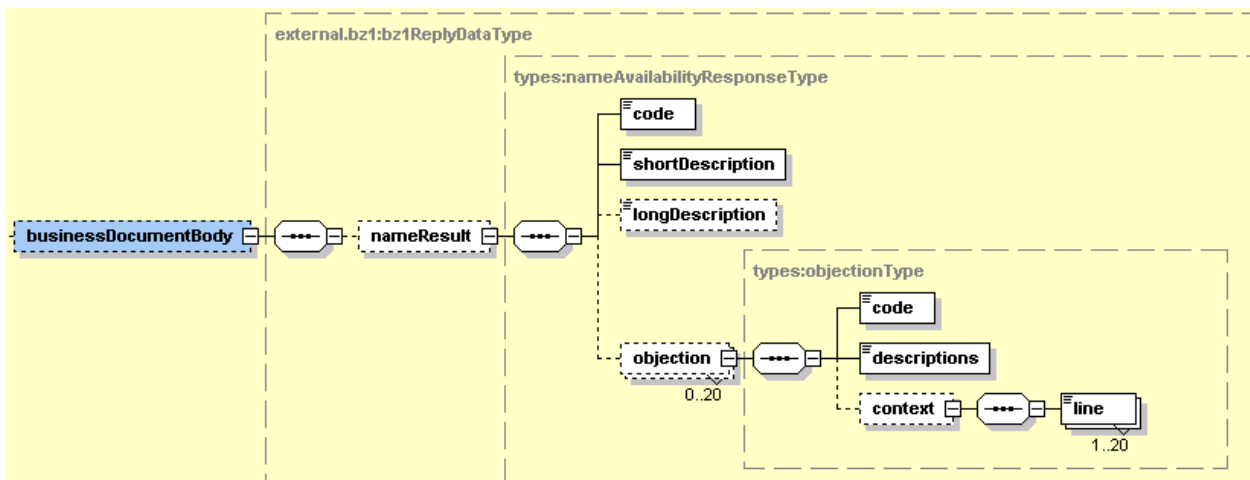 external.bz1:bz1ReplyDataType
types:nameAvailabilityResponseType
code
shortDescription
longDescription
businessDocumentBody
nameResult
types:objectionType
code
objection
descriptions
0..20
context
line
1..20